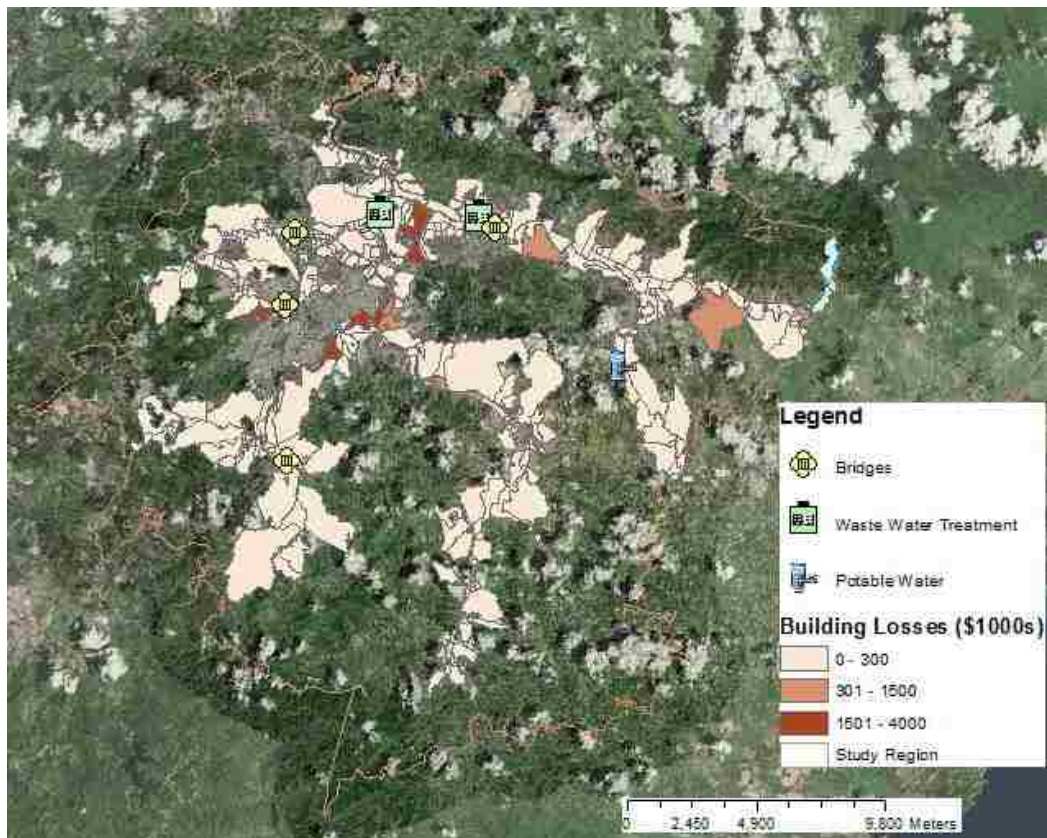 Legend
Bridges
Waste Water Treatment
Potable Water
Building Losses ($1000s)
0 - 300
301 - 1500
1501 - 4000
Study Region
0 2,450 4,900 9,800 Meters